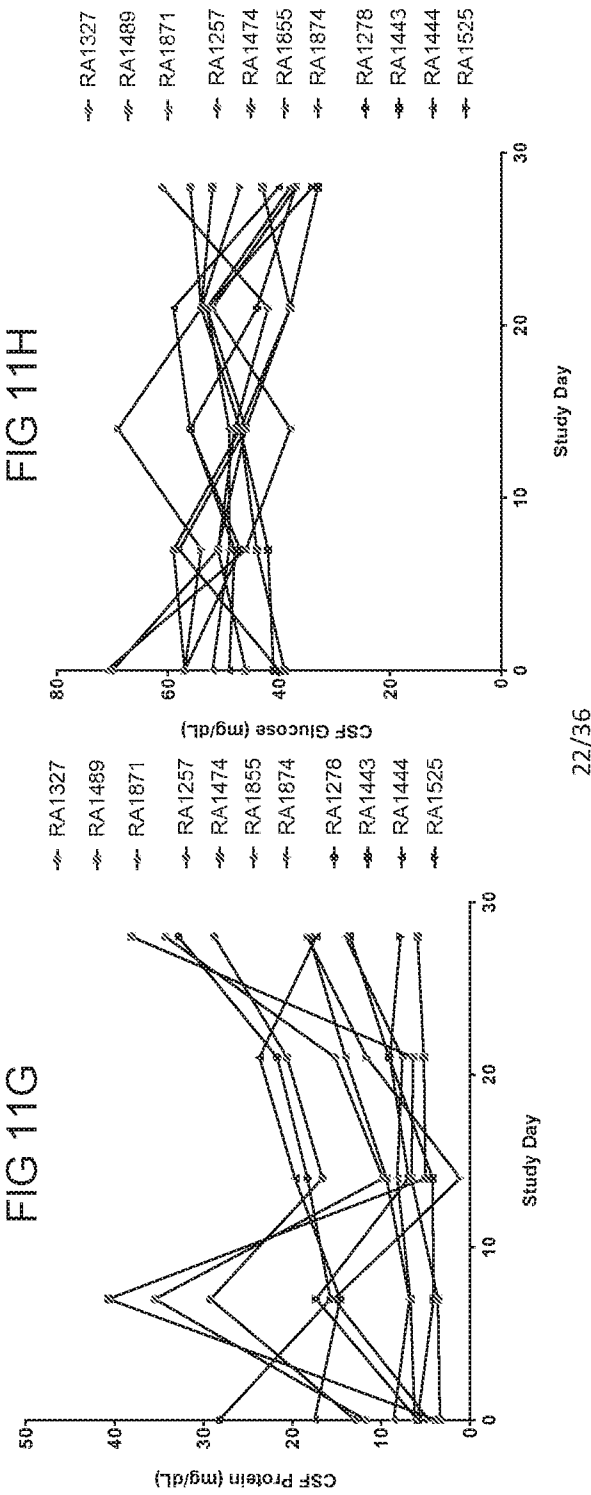 FIG 11G
CSF Protein (mg/dL)
50
40
30
20
10
0
0
10
20
30
Study Day
RA1327
RA1489
RA1871
RA1257
RA1474
RA1855
RA1874
RA1278
RA1443
RA1444
RA1525
FIG 11H
CSF Glucose (mg/dL)
80
60
40
20
0
0
10
20
30
Study Day
RA1327
RA1489
RA1871
RA1257
RA1474
RA1855
RA1874
RA1278
RA1443
RA1444
RA1525
22/36